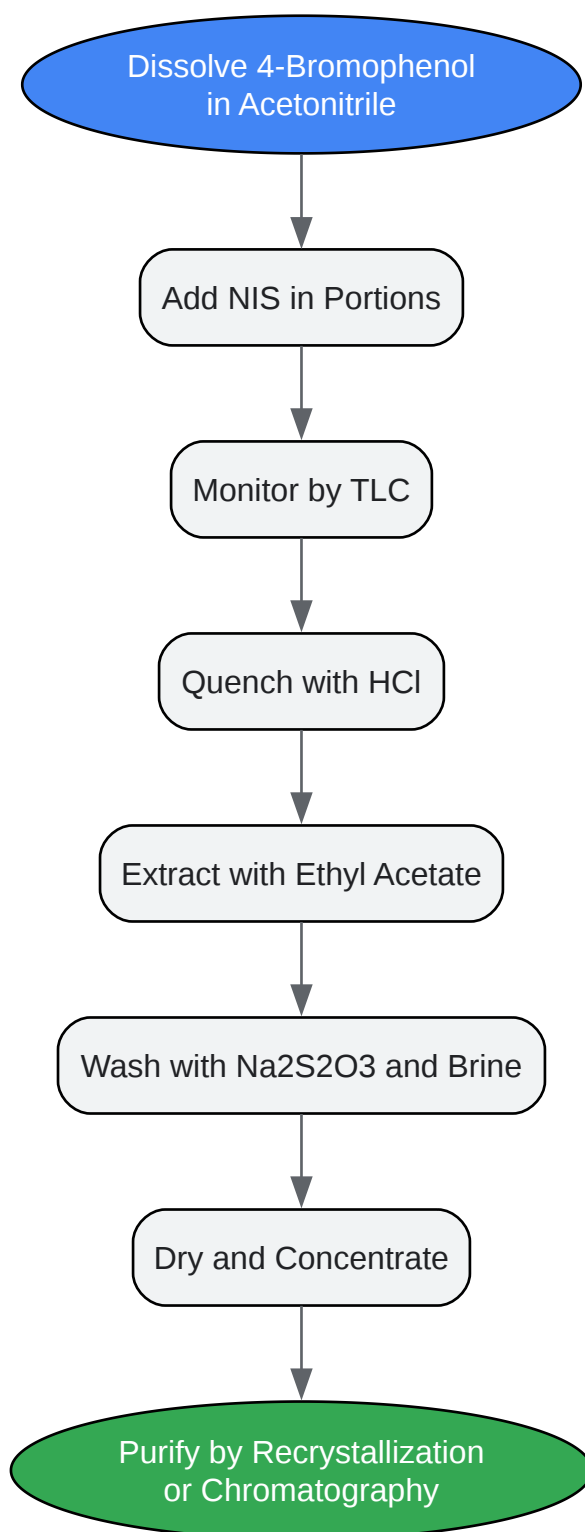 Dissolve 4-Bromophenol
in Acetonitrile
Add NIS in Portions
Monitor by TLC
Quench with HCl
Extract with Ethyl Acetate
Wash with Na2S2O3 and Brine
Dry and Concentrate
Purify by Recrystallization
or Chromatography